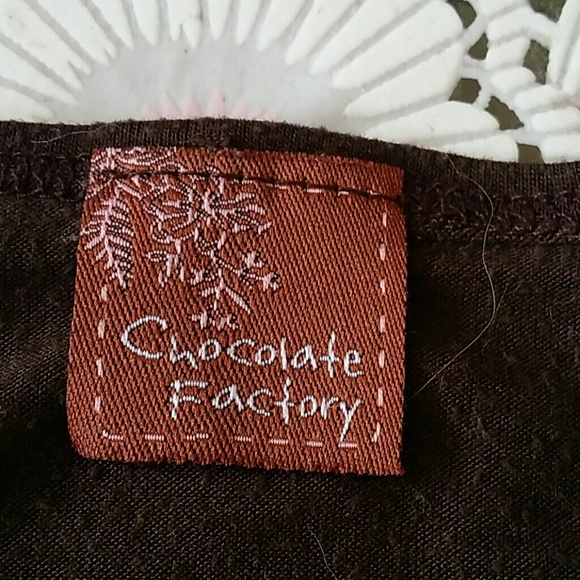 the
Chocolate
Factory